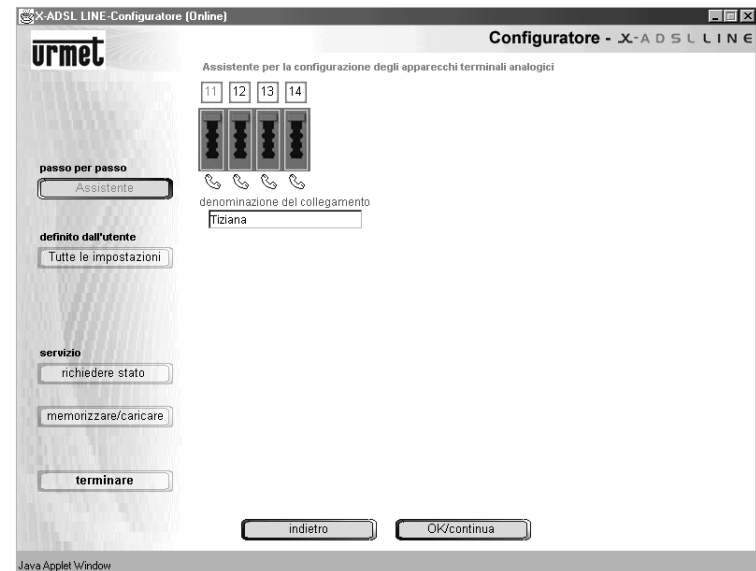 X-ADSL LINE-Configuratore (Online)
urmet
Configuratore - X-ADSL LINE
Assistente per la configurazione degli apparecchi terminali analogici
11 12 13 14
passo per passo
Assistente
denominazione del collegamento
Tiziana
definito dall'utente
Tutte le impostazioni
servizio
richiedere stato
memorizzare/caricare
terminare
indietro OK/continua
Java Applet Window